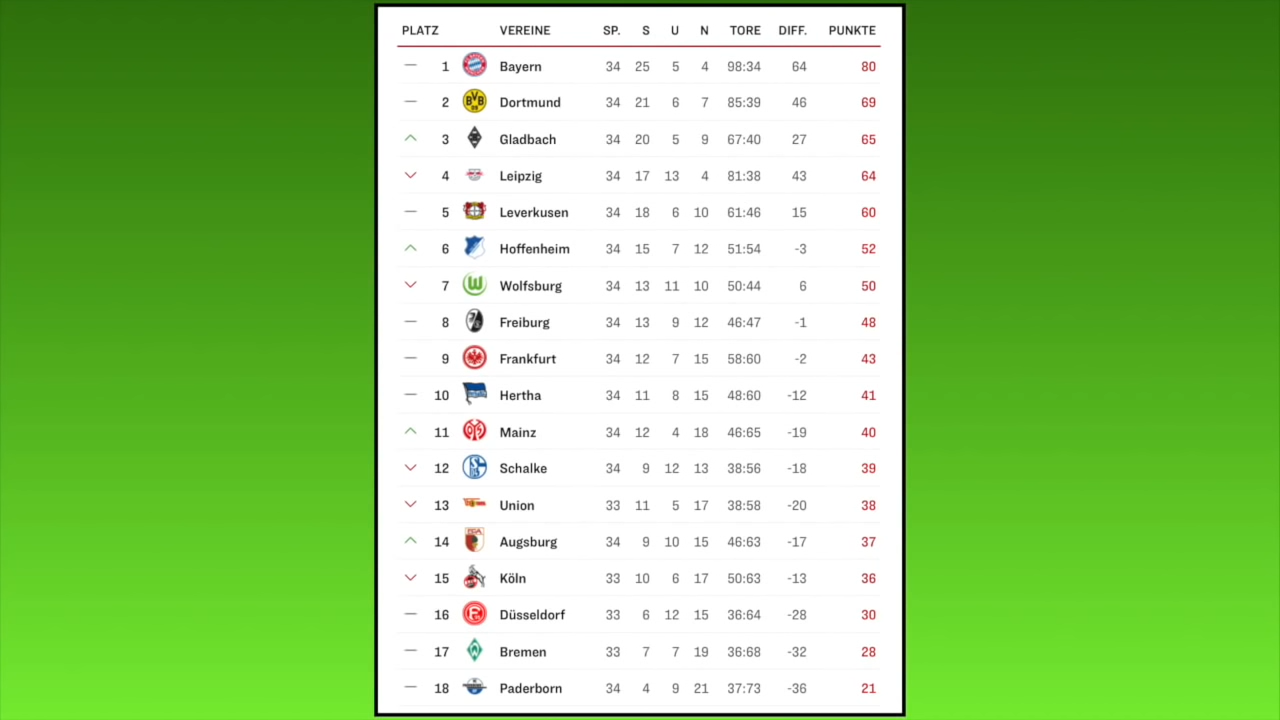 PLATZ VEREINE SP. S U N TORE DIFF. PUNKTE
1 Bayern 34 25 5 4 98:34 64 80
2 Dortmund 34 21 6 7 85:39 46 69
3 Gladbach 34 20 5 9 67:40 27 65
4 Leipzig 34 17 13 4 81:38 43 64
5 Leverkusen 34 18 6 10 61:46 15 60
6 Hoffenheim 34 15 7 12 51:54 -3 52
7 Wolfsburg 34 13 11 10 50:44 6 50
8 Freiburg 34 13 9 12 46:47 -1 48
9 Frankfurt 34 12 7 15 58:60 -2 43
10 Hertha 34 11 8 15 48:60 -12 41
11 Mainz 34 12 4 18 46:65 -19 40
12 Schalke 34 9 12 13 38:56 -18 39
13 Union 33 11 5 17 38:58 -20 38
14 Augsburg 34 9 10 15 46:63 -17 37
15 Köln 33 10 6 17 50:63 -13 36
16 Düsseldorf 33 6 12 15 36:64 -28 30
17 Bremen 33 7 7 19 36:68 -32 28
18 Paderborn 34 4 9 21 37:73 -36 21